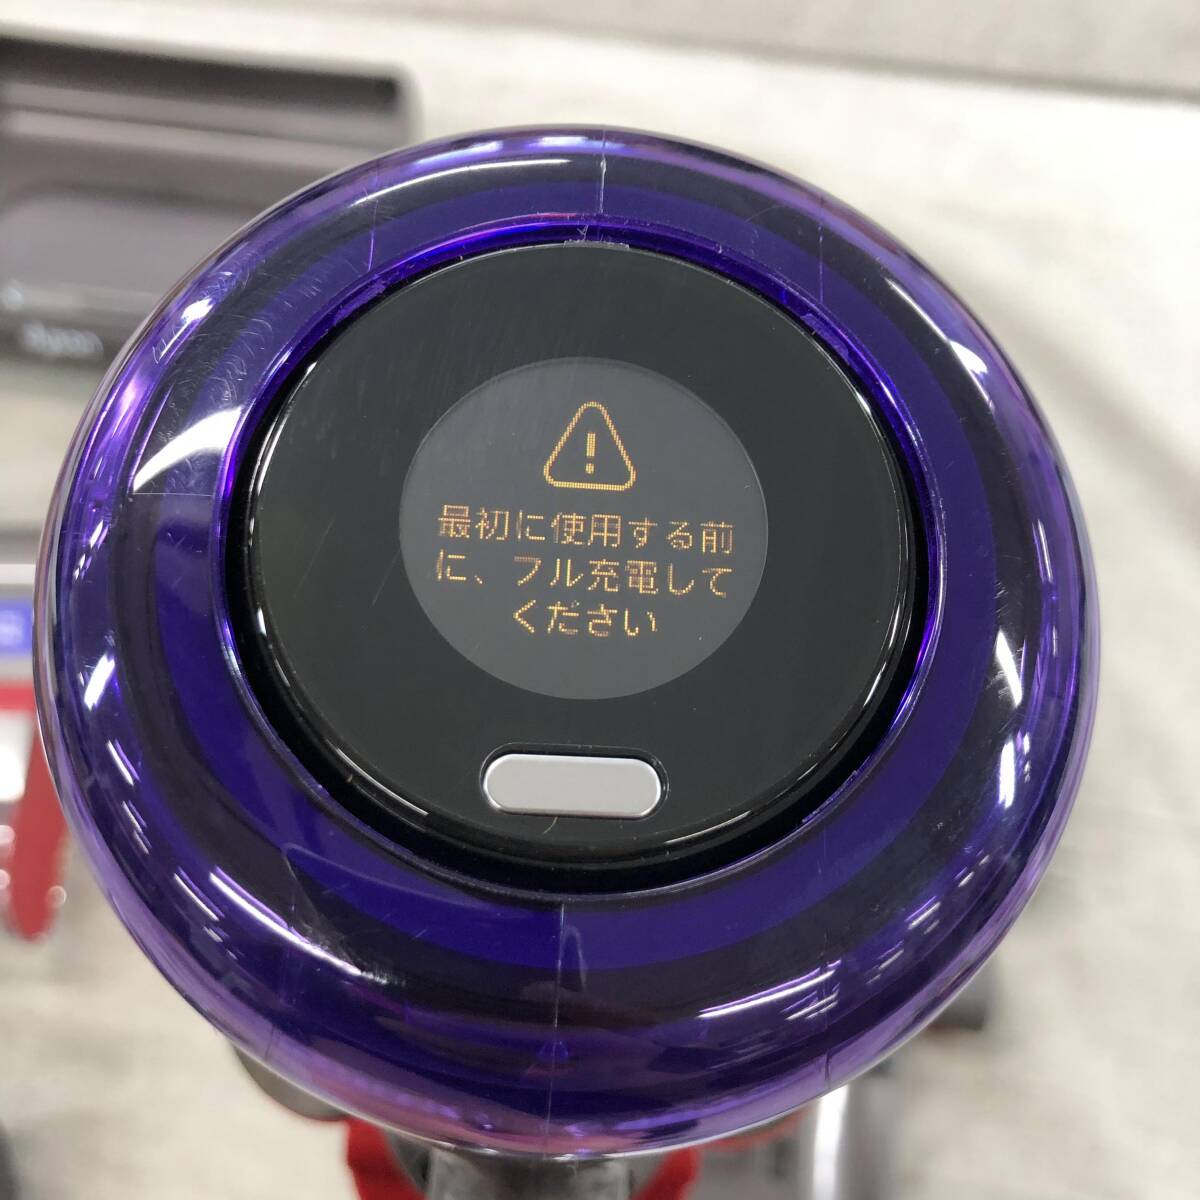 最初に使用する前
に、フル充電して
ください
dyson